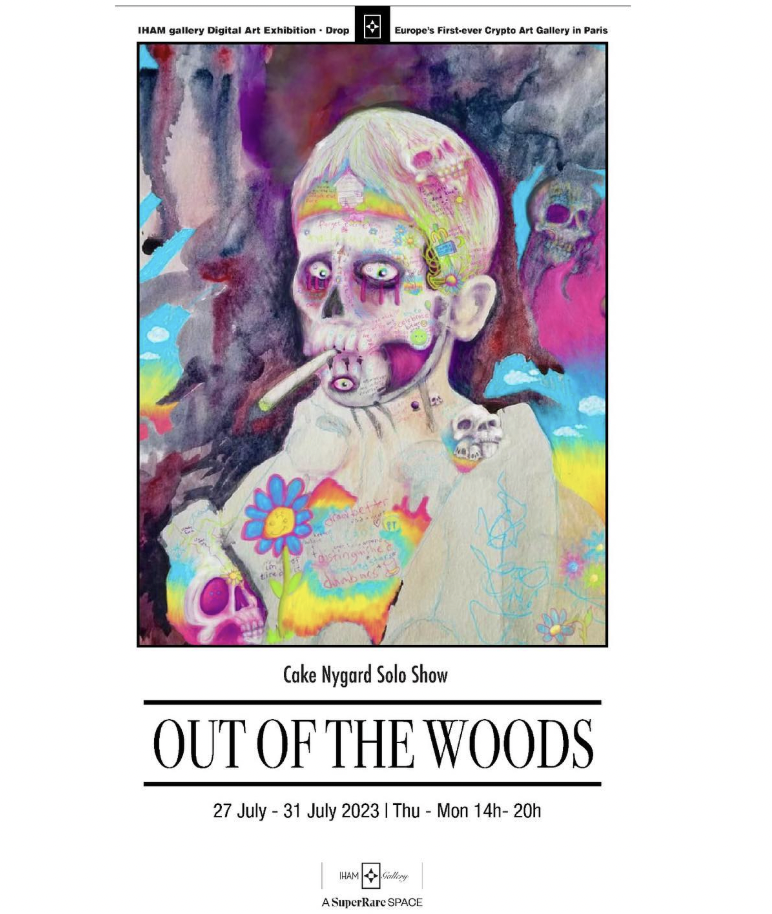 IHAM gallery Digital Art Exhibition · Drop
Europe's First-ever Crypto Art Gallery in Paris
distinguished
Cake Nygard Solo Show
OUT OF THE WOODS
27 July - 31 July 2023 | Thu - Mon 14h- 20h
IHAM Gallery
A SuperRare SPACE